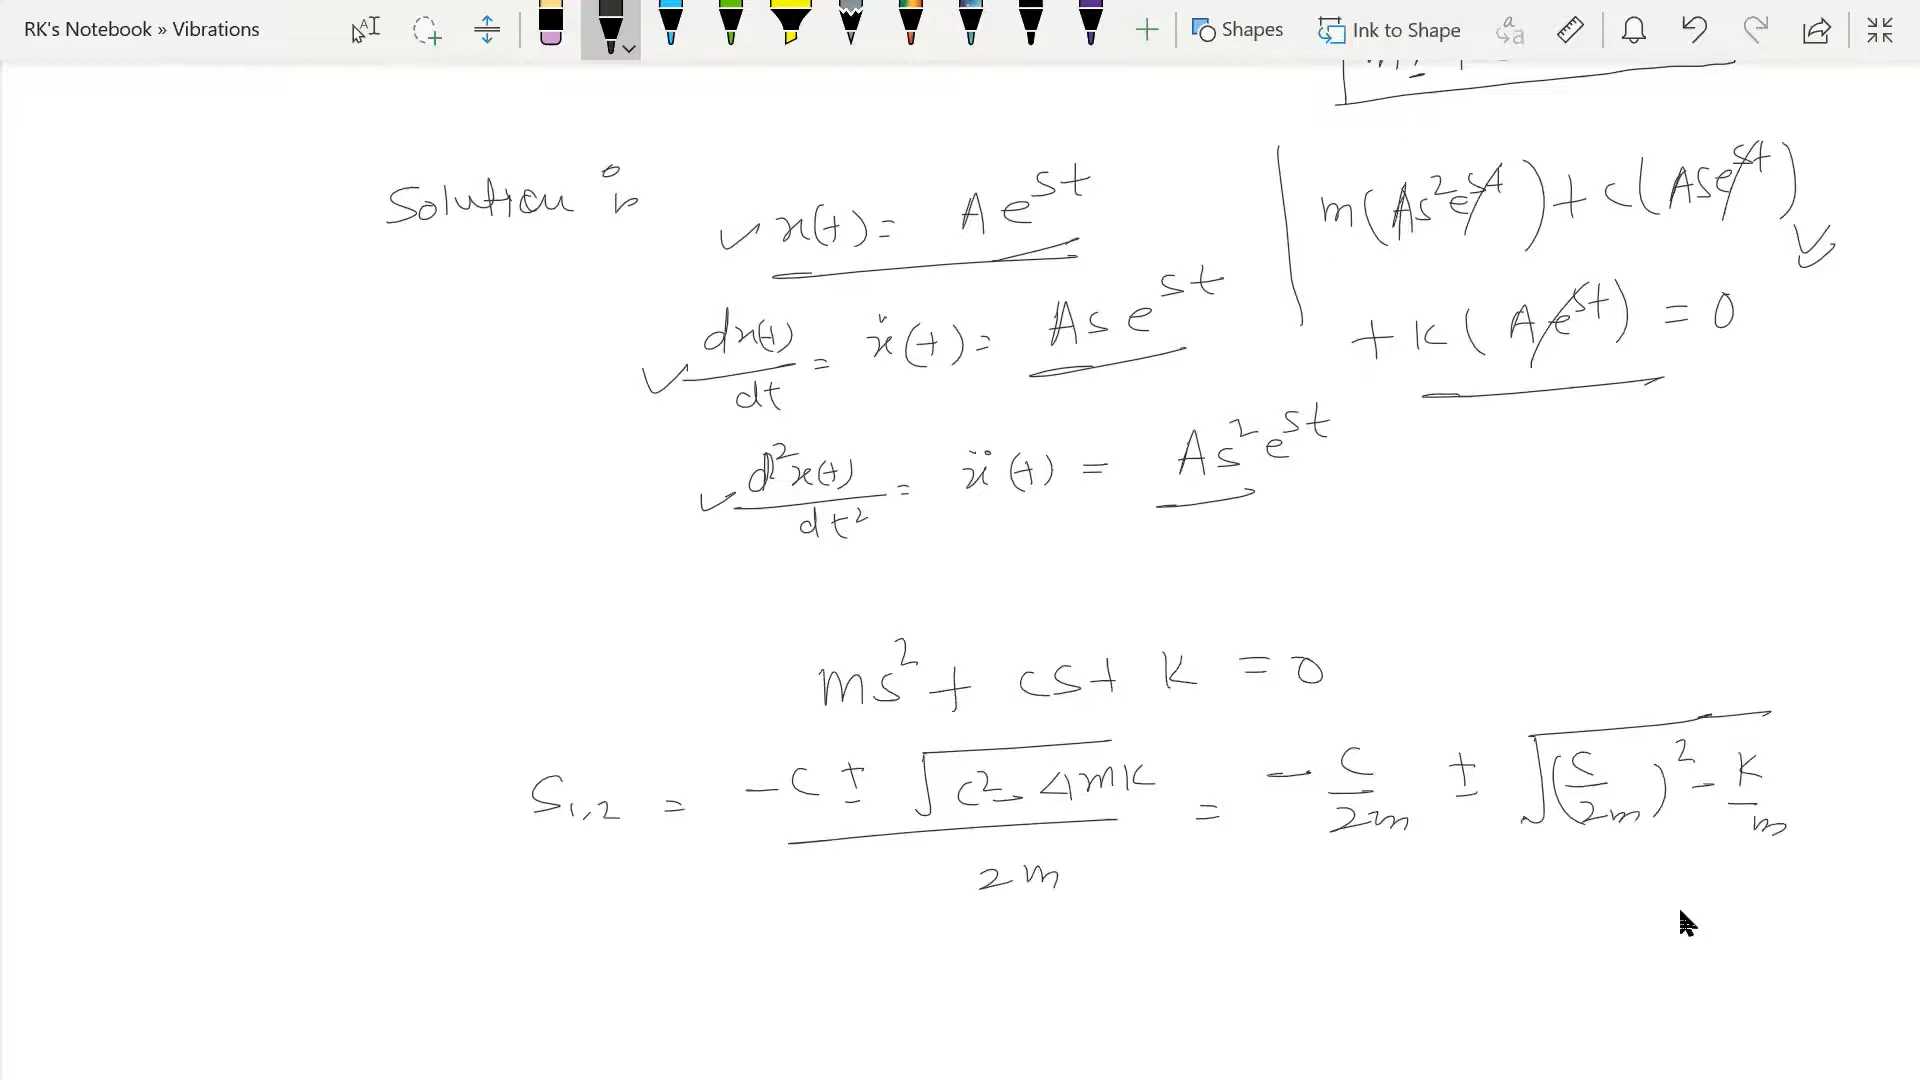 RK's Notebook » Vibrations
Shapes
Ink to Shape
Solution is
x(t) = Ae^{st}
dx(t)/dt = ẋ(t) = Ase^{st}
d²x(t)/dt² = ẍ(t) = As²e^{st}
m(As²e^{st}) + c(Ase^{st})
+ k(Ae^{st}) = 0
ms² + cs + k = 0
S₁,₂ = (-c ± √(c² - 4mk))/2m = -c/2m ± √((c/2m)² - k/m)